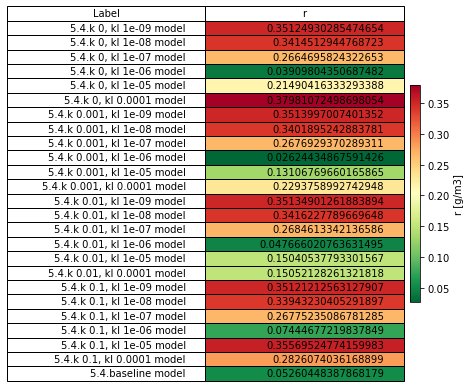 Label r
5.4.k 0, kl 1e-09 model 0.35124930285474654
5.4.k 0, kl 1e-08 model 0.3414512944768723
5.4.k 0, kl 1e-07 model 0.2664695824322653
5.4.k 0, kl 1e-06 model 0.03909804350687482
5.4.k 0, kl 1e-05 model 0.21490416333293388
5.4.k 0, kl 0.0001 model 0.37981072498698054
5.4.k 0.001, kl 1e-09 model 0.3513997007401352
5.4.k 0.001, kl 1e-08 model 0.3401895242883781
5.4.k 0.001, kl 1e-07 model 0.2676929370289311
5.4.k 0.001, kl 1e-06 model 0.02624434867591426
5.4.k 0.001, kl 1e-05 model 0.13106769660165865
5.4.k 0.001, kl 0.0001 model 0.2293758992742948
5.4.k 0.01, kl 1e-09 model 0.35134901261883894
5.4.k 0.01, kl 1e-08 model 0.3416227789669648
5.4.k 0.01, kl 1e-07 model 0.2684613342136586
5.4.k 0.01, kl 1e-06 model 0.047666020763631495
5.4.k 0.01, kl 1e-05 model 0.15040537793301567
5.4.k 0.01, kl 0.0001 model 0.15052128261321818
5.4.k 0.1, kl 1e-09 model 0.35121212563127907
5.4.k 0.1, kl 1e-08 model 0.33943230405291897
5.4.k 0.1, kl 1e-07 model 0.26775235086781285
5.4.k 0.1, kl 1e-06 model 0.07444677219837849
5.4.k 0.1, kl 1e-05 model 0.35569524774159983
5.4.k 0.1, kl 0.0001 model 0.2826074036168899
5.4.baseline model 0.05260448387868179
0.35
0.30
0.25
0.20
0.15
0.10
0.05
r [g/m3]